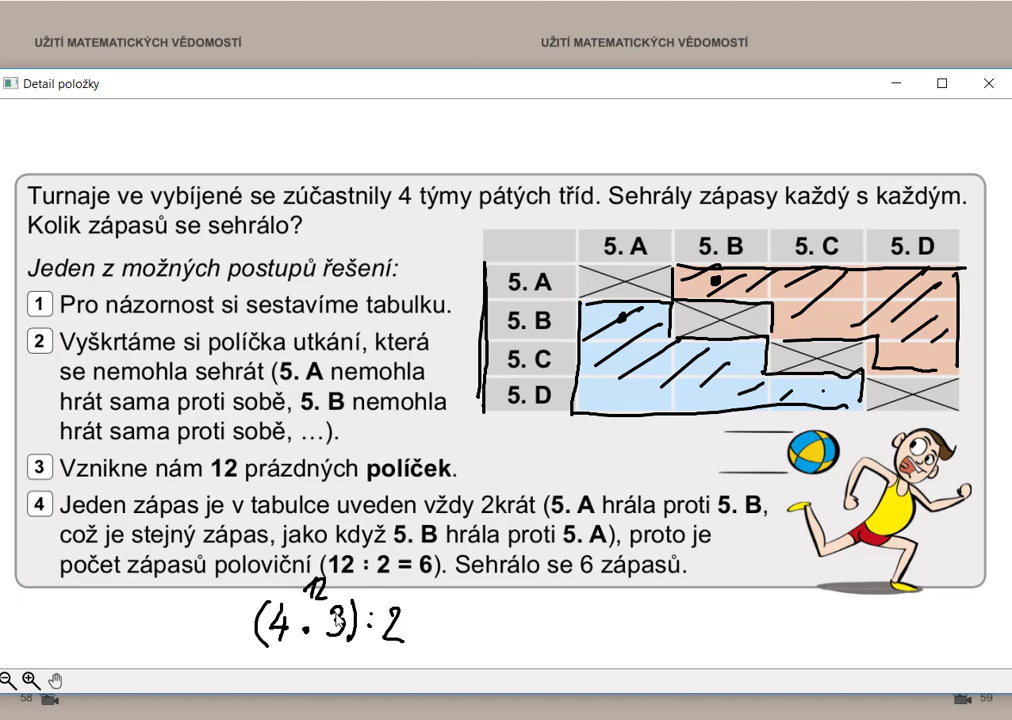 UŽITÍ MATEMATICKÝCH VĚDOMOSTÍ UŽITÍ MATEMATICKÝCH VĚDOMOSTÍ
Detail položky
Turnaje ve vybíjené se zúčastnily 4 týmy pátých tříd. Sehrály zápasy každý s každým.
Kolik zápasů se sehrálo?
Jeden z možných postupů řešení:
1 Pro názornost si sestavíme tabulku.
2 Vyškrtáme si políčka utkání, která
se nemohla sehrát (5. A nemohla
hrát sama proti sobě, 5. B nemohla
hrát sama proti sobě, …).
3 Vznikne nám 12 prázdných políček.
4 Jeden zápas je v tabulce uveden vždy 2krát (5. A hrála proti 5. B,
což je stejný zápas, jako když 5. B hrála proti 5. A), proto je
počet zápasů poloviční (12 : 2 = 6). Sehrálo se 6 zápasů.
5. A 5. B 5. C 5. D
5. A
5. B
5. C
5. D
12
(4 . 3) : 2
58 59